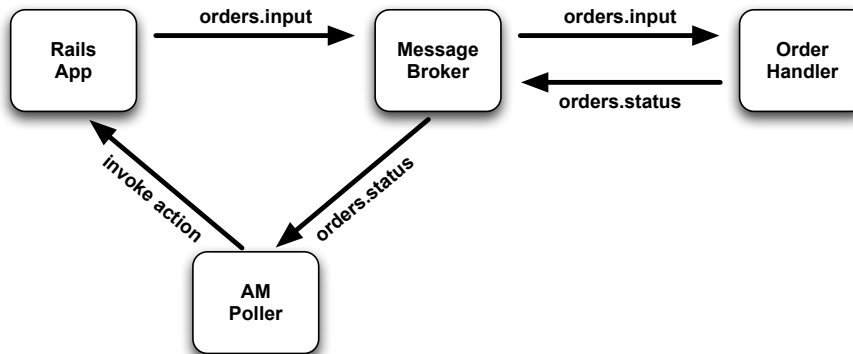 orders.input
orders.input
Rails
App
Message
Broker
Order
Handler
orders.status
invoke action
orders.status
AM
Poller